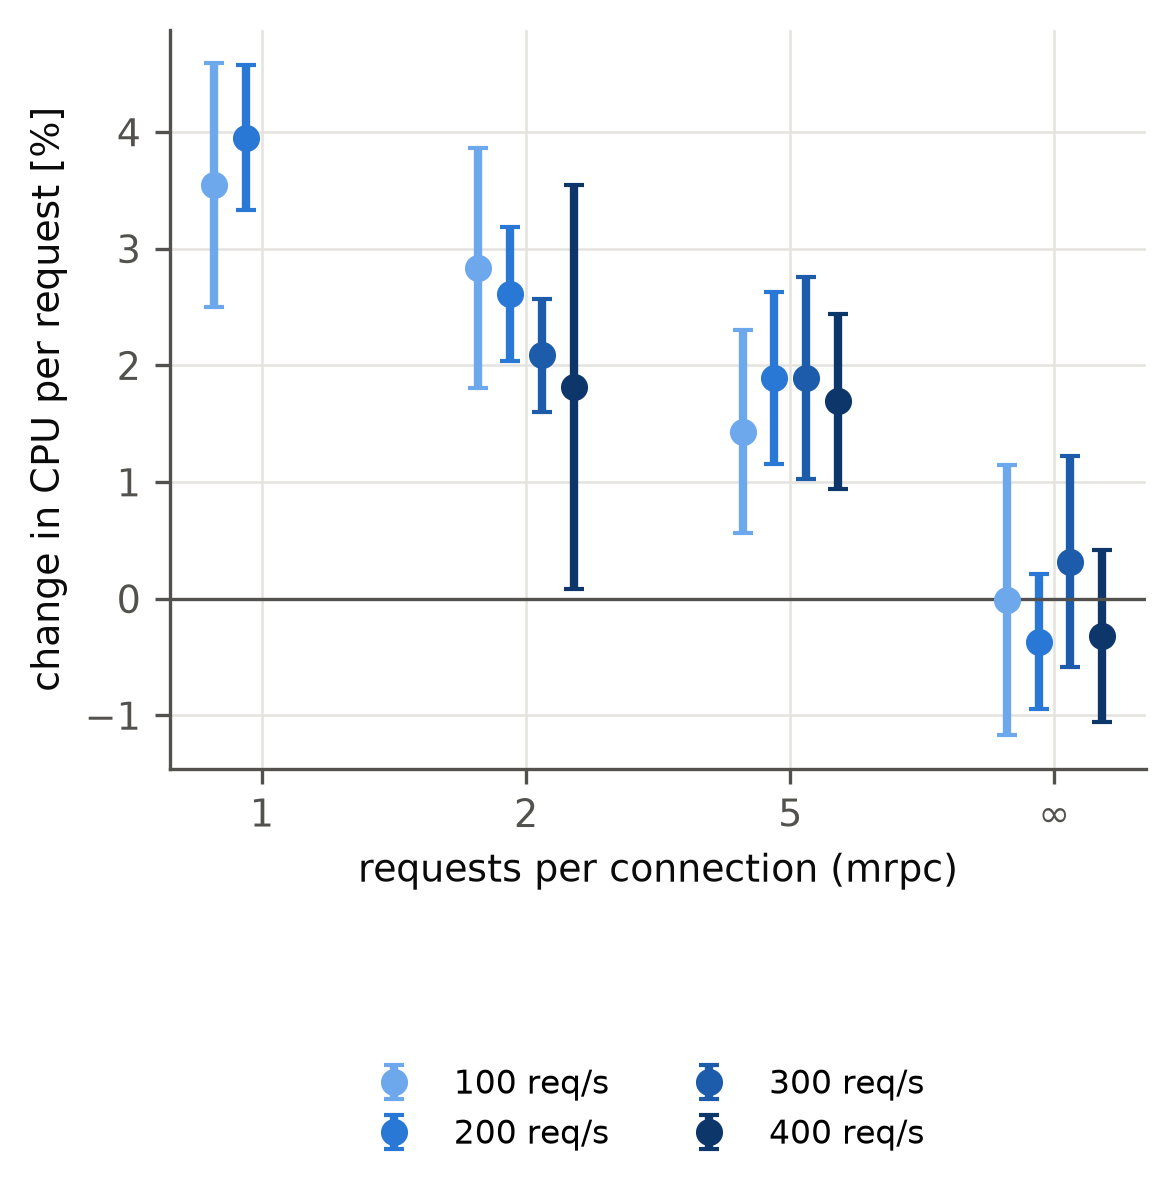 change in CPU per request [%]
4
3
2
1
0
−1
1 2 5 ∞
requests per connection (mrpc)
100 req/s 300 req/s
200 req/s 400 req/s